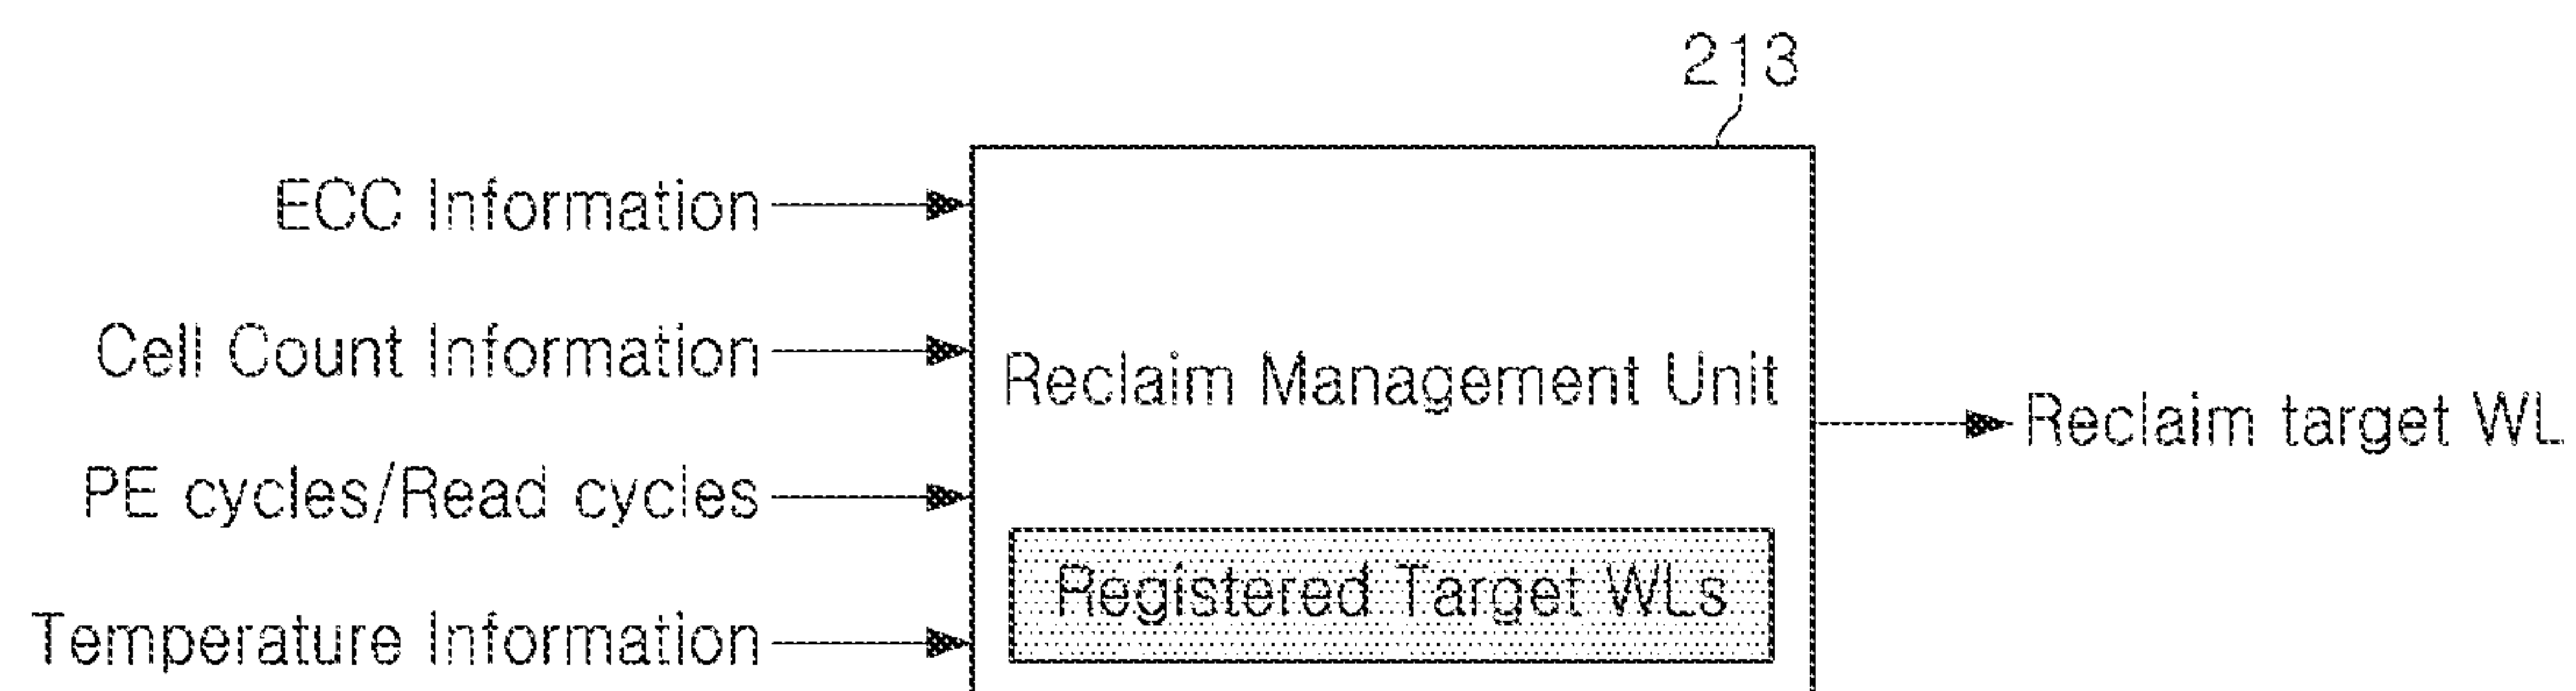 213
ECC Information
Cell Count Information
Reclaim Management Unit
Reclaim target WL
PE cycles/Read cycles
Registered Target WLs
Temperature Information